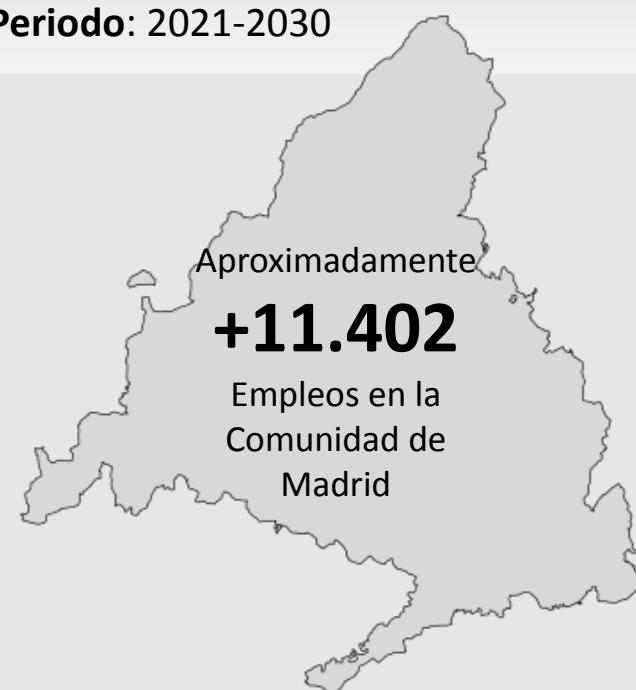 Periodo: 2021-2030
Aproximadamente
+11.402
Empleos en la
Comunidad de
Madrid